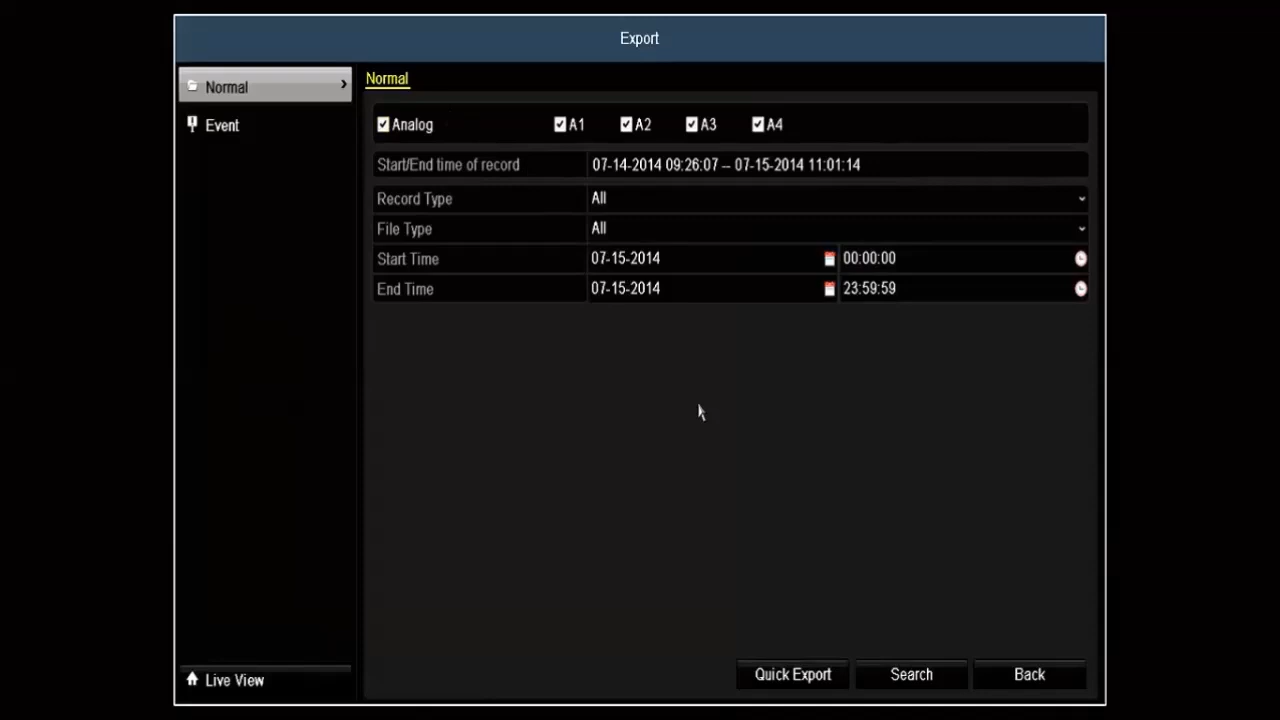 Export
Normal
Event
Live View
Normal
Analog A1 A2 A3 A4
Start/End time of record 07-14-2014 09:26:07 -- 07-15-2014 11:01:14
Record Type All
File Type All
Start Time 07-15-2014 00:00:00
End Time 07-15-2014 23:59:59
Quick Export Search Back